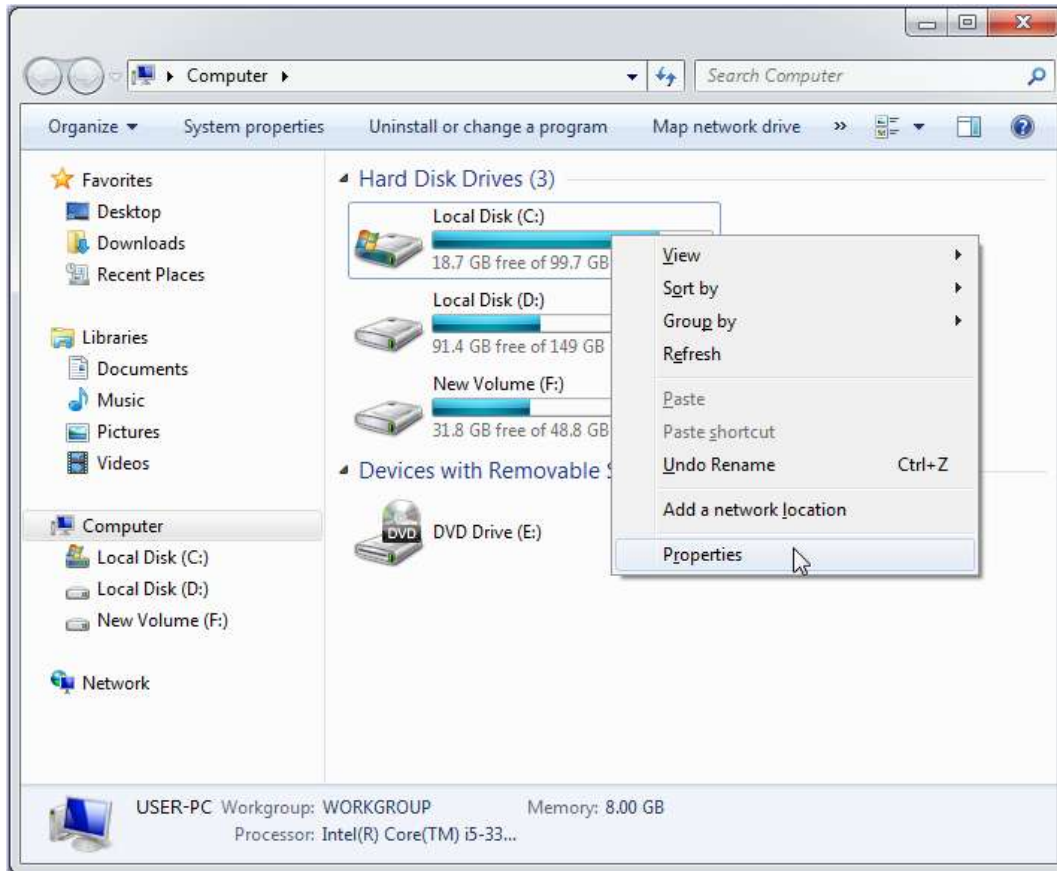 Computer
Search Computer
Organize System properties Uninstall or change a program Map network drive »
Favorites
Desktop
Downloads
Recent Places
Libraries
Documents
Music
Pictures
Videos
Computer
Local Disk (C:)
Local Disk (D:)
New Volume (F:)
Network
Hard Disk Drives (3)
Local Disk (C:)
18.7 GB free of 99.7 GB
Local Disk (D:)
91.4 GB free of 149 GB
New Volume (F:)
31.8 GB free of 48.8 GB
Devices with Removable
DVD Drive (E:)
DVD
View
Sort by
Group by
Refresh
Paste
Paste shortcut
Undo Rename Ctrl+Z
Add a network location
Properties
USER-PC Workgroup: WORKGROUP Memory: 8.00 GB
Processor: Intel(R) Core(TM) i5-33...